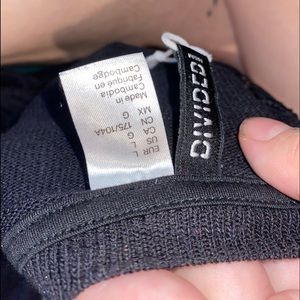 DIVIDED
EUR L
US L
CA G
CN 175/104A
MX G
Made in
Cambodia
Fabriqué en
Cambodge